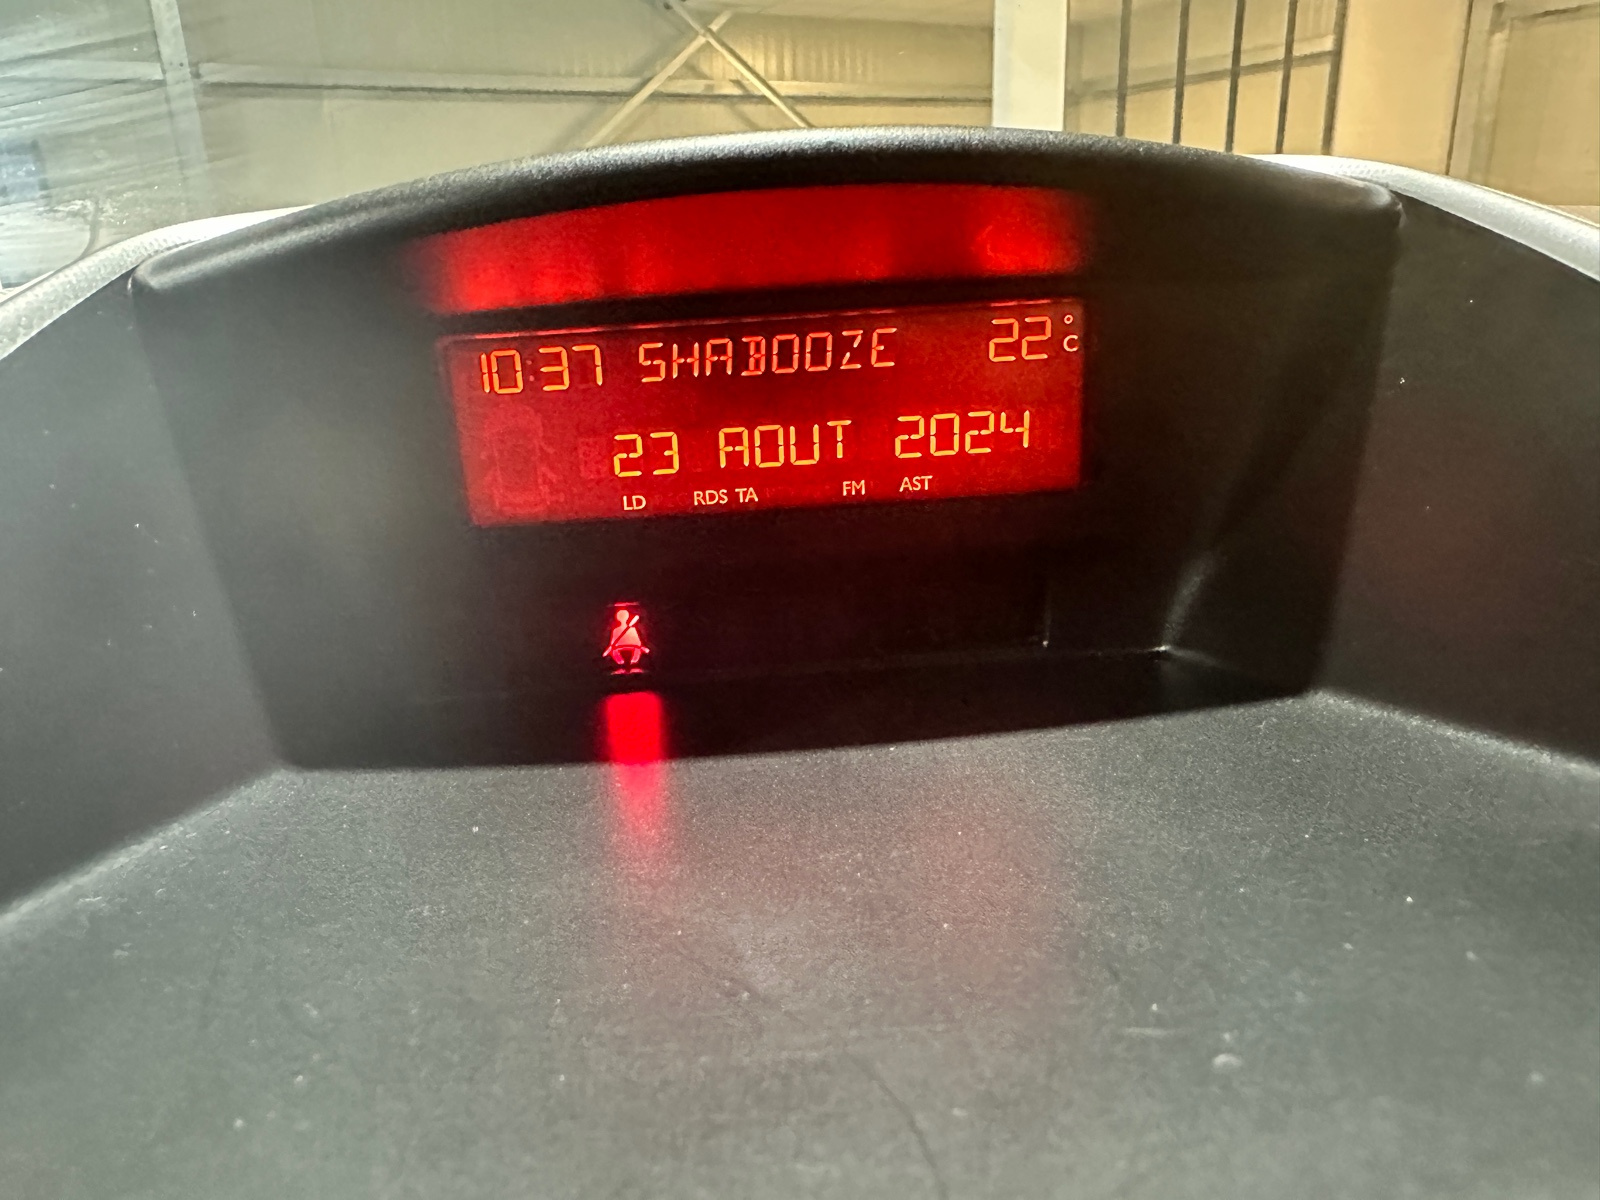 10:37 SHABOOZE 22°C
23 AOUT 2024
LD RDS TA FM AST